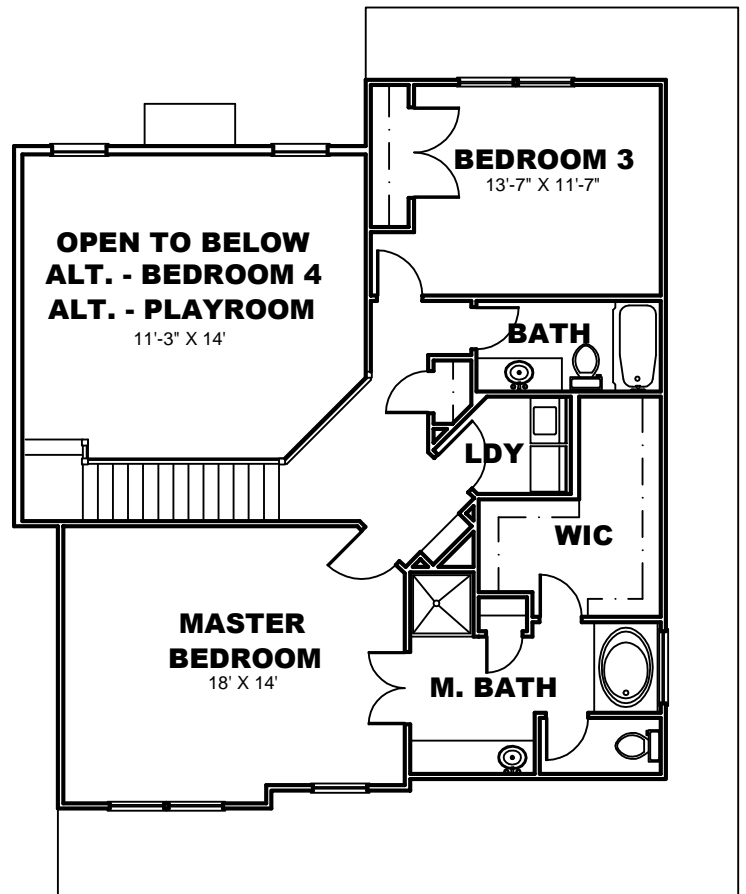 BEDROOM 3
13'-7" X 11'-7"
OPEN TO BELOW
ALT. - BEDROOM 4
ALT. - PLAYROOM
11'-3" X 14'
BATH
LDY
WIC
MASTER
BEDROOM
18' X 14'
M. BATH